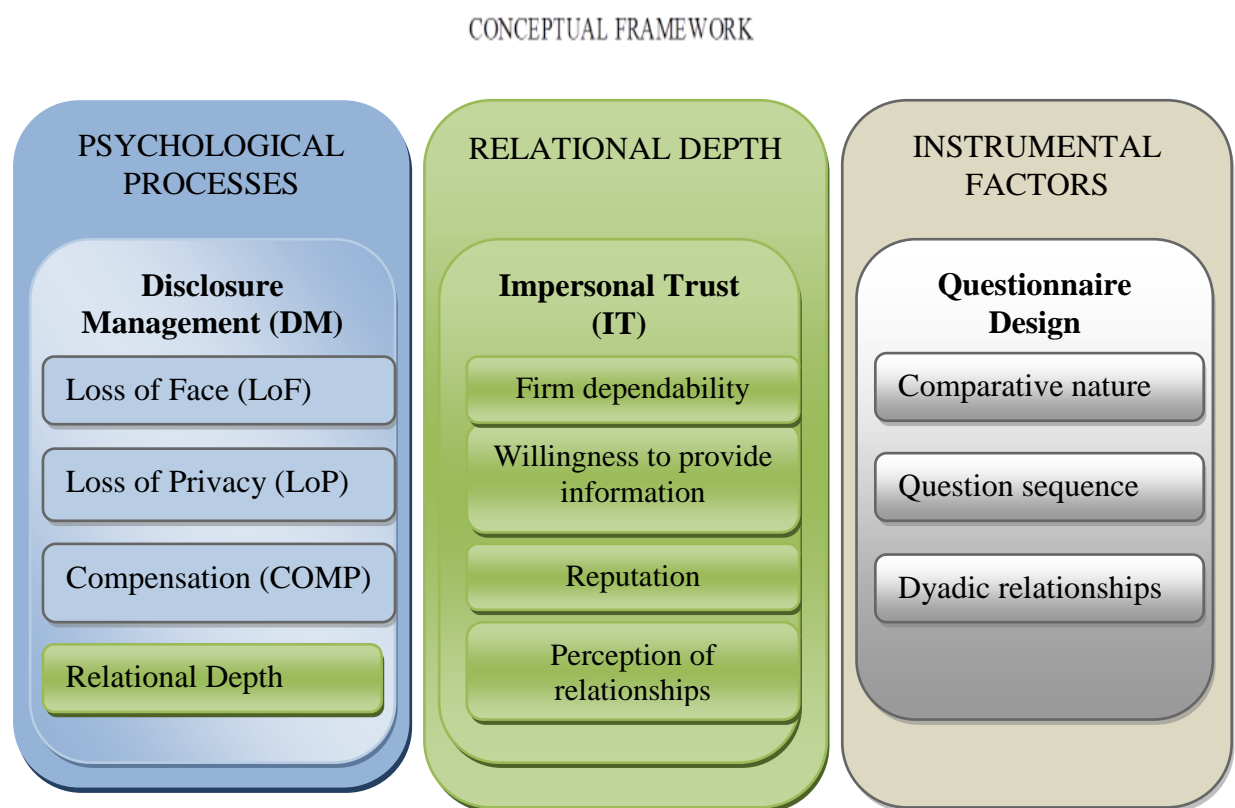 CONCEPTUAL FRAMEWORK
PSYCHOLOGICAL
PROCESSES
Disclosure
Management (DM)
Loss of Face (LoF)
Loss of Privacy (LoP)
Compensation (COMP)
Relational Depth
RELATIONAL DEPTH
Impersonal Trust
(IT)
Firm dependability
Willingness to provide
information
Reputation
Perception of
relationships
INSTRUMENTAL
FACTORS
Questionnaire
Design
Comparative nature
Question sequence
Dyadic relationships